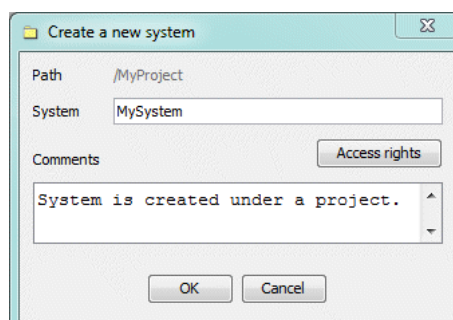 Create a new system
Path /MyProject
System MySystem
Access rights
Comments
System is created under a project.
OK Cancel